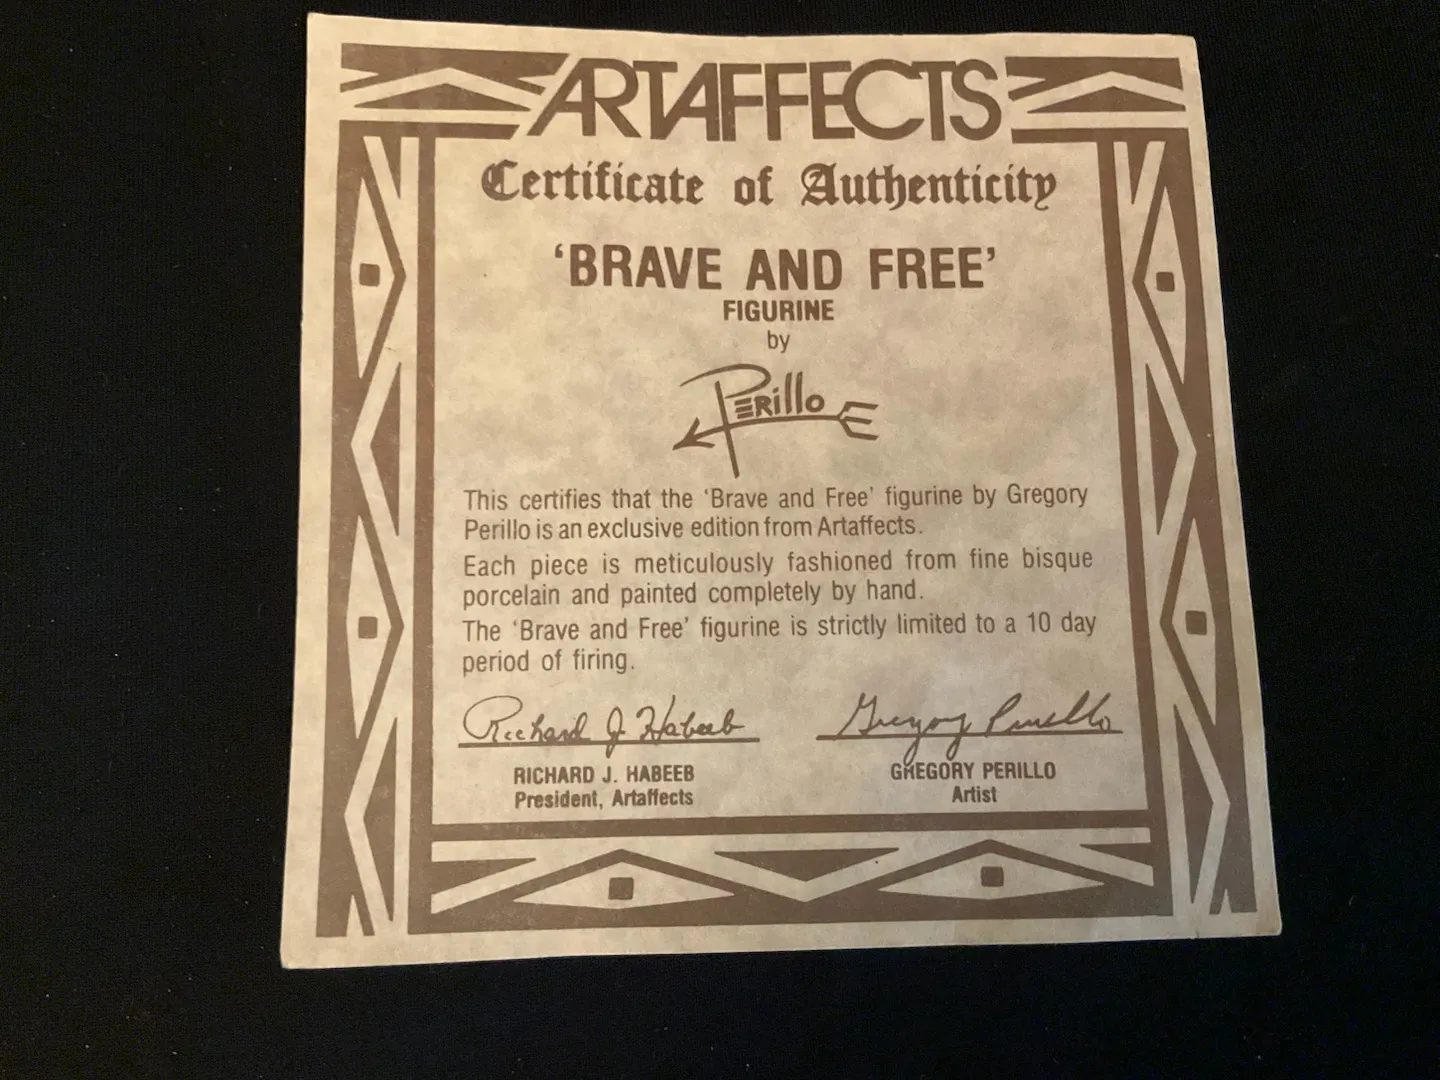 ARTAFFECTS
Certificate of Authenticity
‘BRAVE AND FREE’
FIGURINE
by
PERillo
This certifies that the ‘Brave and Free’ figurine by Gregory
Perillo is an exclusive edition from Artaffects.
Each piece is meticulously fashioned from fine bisque
porcelain and painted completely by hand.
The ‘Brave and Free’ figurine is strictly limited to a 10 day
period of firing.
Richard J. Habeeb
Gregory Perillo
RICHARD J. HABEEB
President, Artaffects
GREGORY PERILLO
Artist